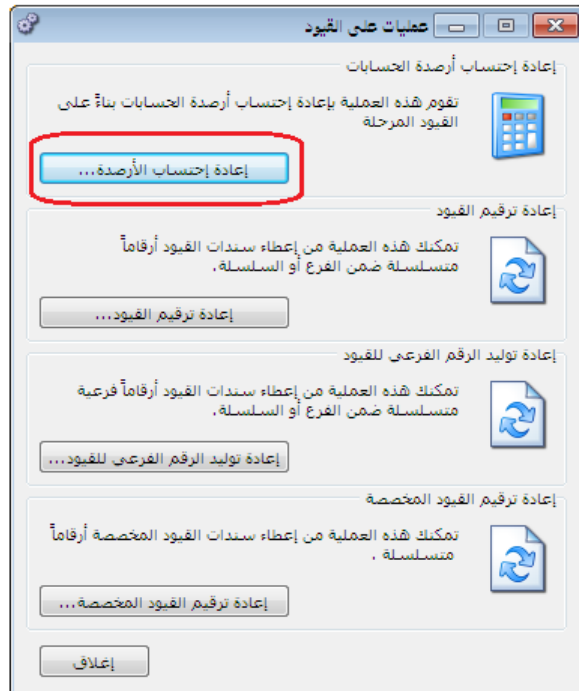 عمليات على القيود
إعادة إحتساب أرصدة الحسابات
تقوم هذه العملية بإعادة إحتساب أرصدة الحسابات بناءً على
القيود المرحلة
إعادة إحتساب الأرصدة...
إعادة ترقيم القيود
تمكنك هذه العملية من إعطاء سندات القيود أرقاماً
متسلسلة ضمن الفرع أو السلسلة.
إعادة ترقيم القيود...
إعادة توليد الرقم الفرعي للقيود
تمكنك هذه العملية من إعطاء سندات القيود أرقاماً فرعية
متسلسلة ضمن الفرع أو السلسلة.
إعادة توليد الرقم الفرعي للقيود...
إعادة ترقيم القيود المخصصة
تمكنك هذه العملية من إعطاء سندات القيود المخصصة أرقاماً
متسلسلة .
إعادة ترقيم القيود المخصصة...
إغلاق